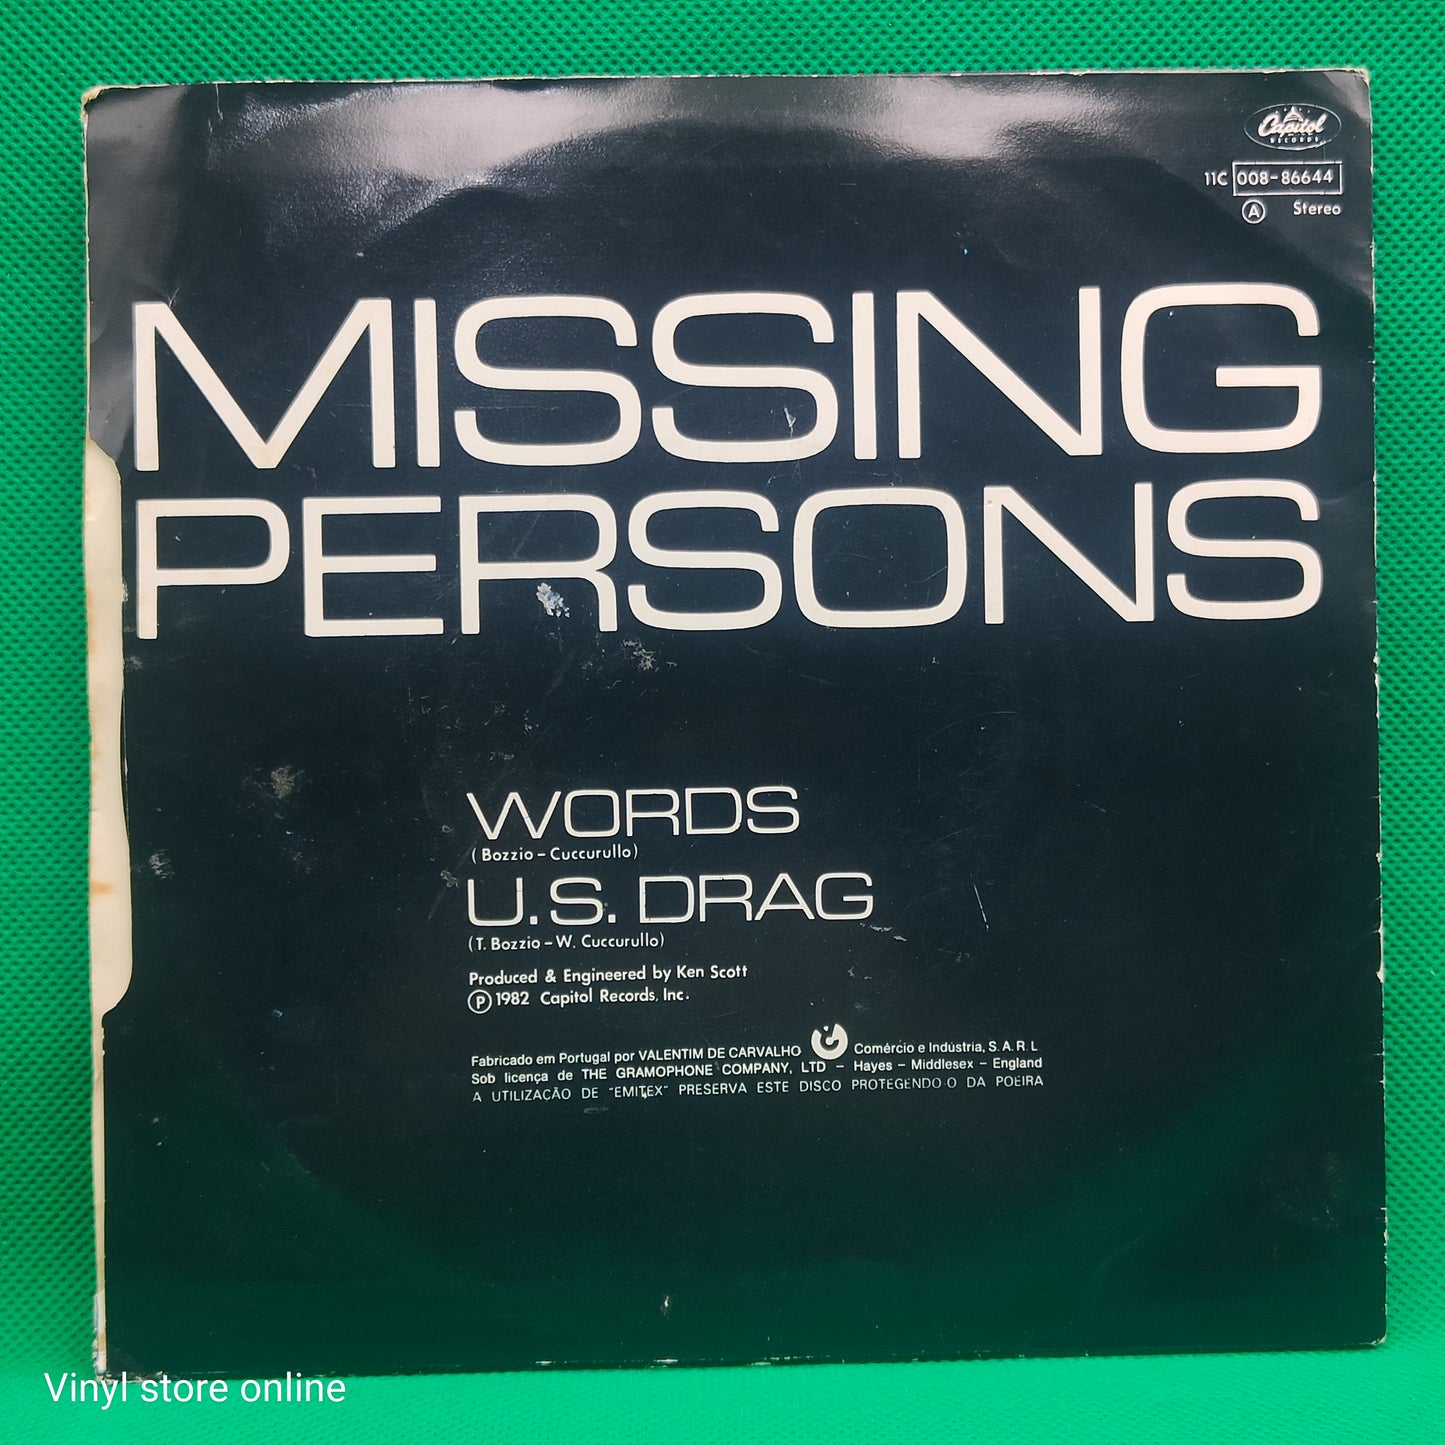 Capitol
RECORDS
11C 008-86644
A Stereo
MISSING
PERSONS
WORDS
(Bozzio - Cuccurullo)
U.S. DRAG
(T. Bozzio - W. Cuccurullo)
Produced & Engineered by Ken Scott
Ⓟ 1982 Capitol Records, Inc.
Fabricado em Portugal por VALENTIM DE CARVALHO Comércio e Indústria, S.A.R.L
Sob licença de THE GRAMOPHONE COMPANY, LTD - Hayes - Middlesex - England
A UTILIZAÇÃO DE "EMITEX" PRESERVA ESTE DISCO PROTEGENDO-O DA POEIRA
Vinyl store online